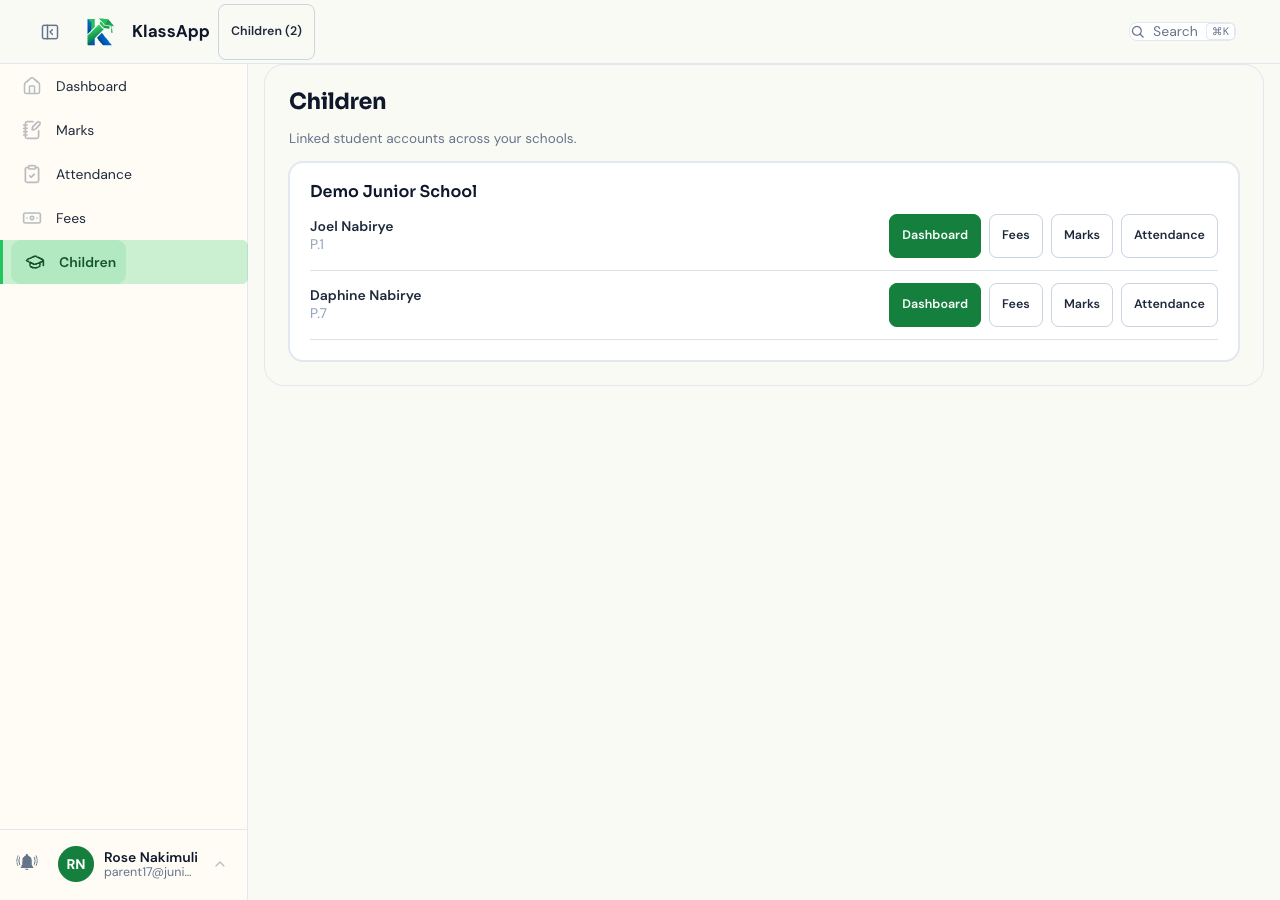 KlassApp
Children (2)
Search
⌘K
Dashboard
Marks
Attendance
Fees
Children
Children
Linked student accounts across your schools.
Demo Junior School
Joel Nabirye
P.1
Dashboard
Fees
Marks
Attendance
Daphine Nabirye
P.7
Dashboard
Fees
Marks
Attendance
RN
Rose Nakimuli
parent17@juni...